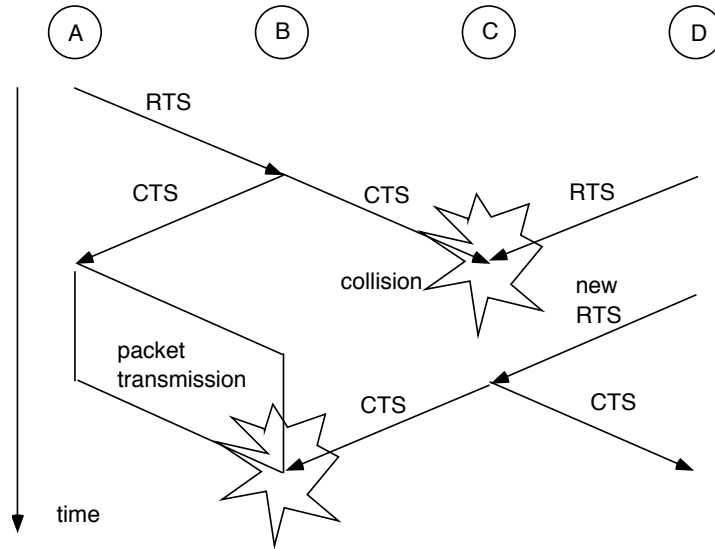 A
B
C
D
RTS
CTS
CTS
RTS
collision
new
RTS
packet
transmission
CTS
CTS
time